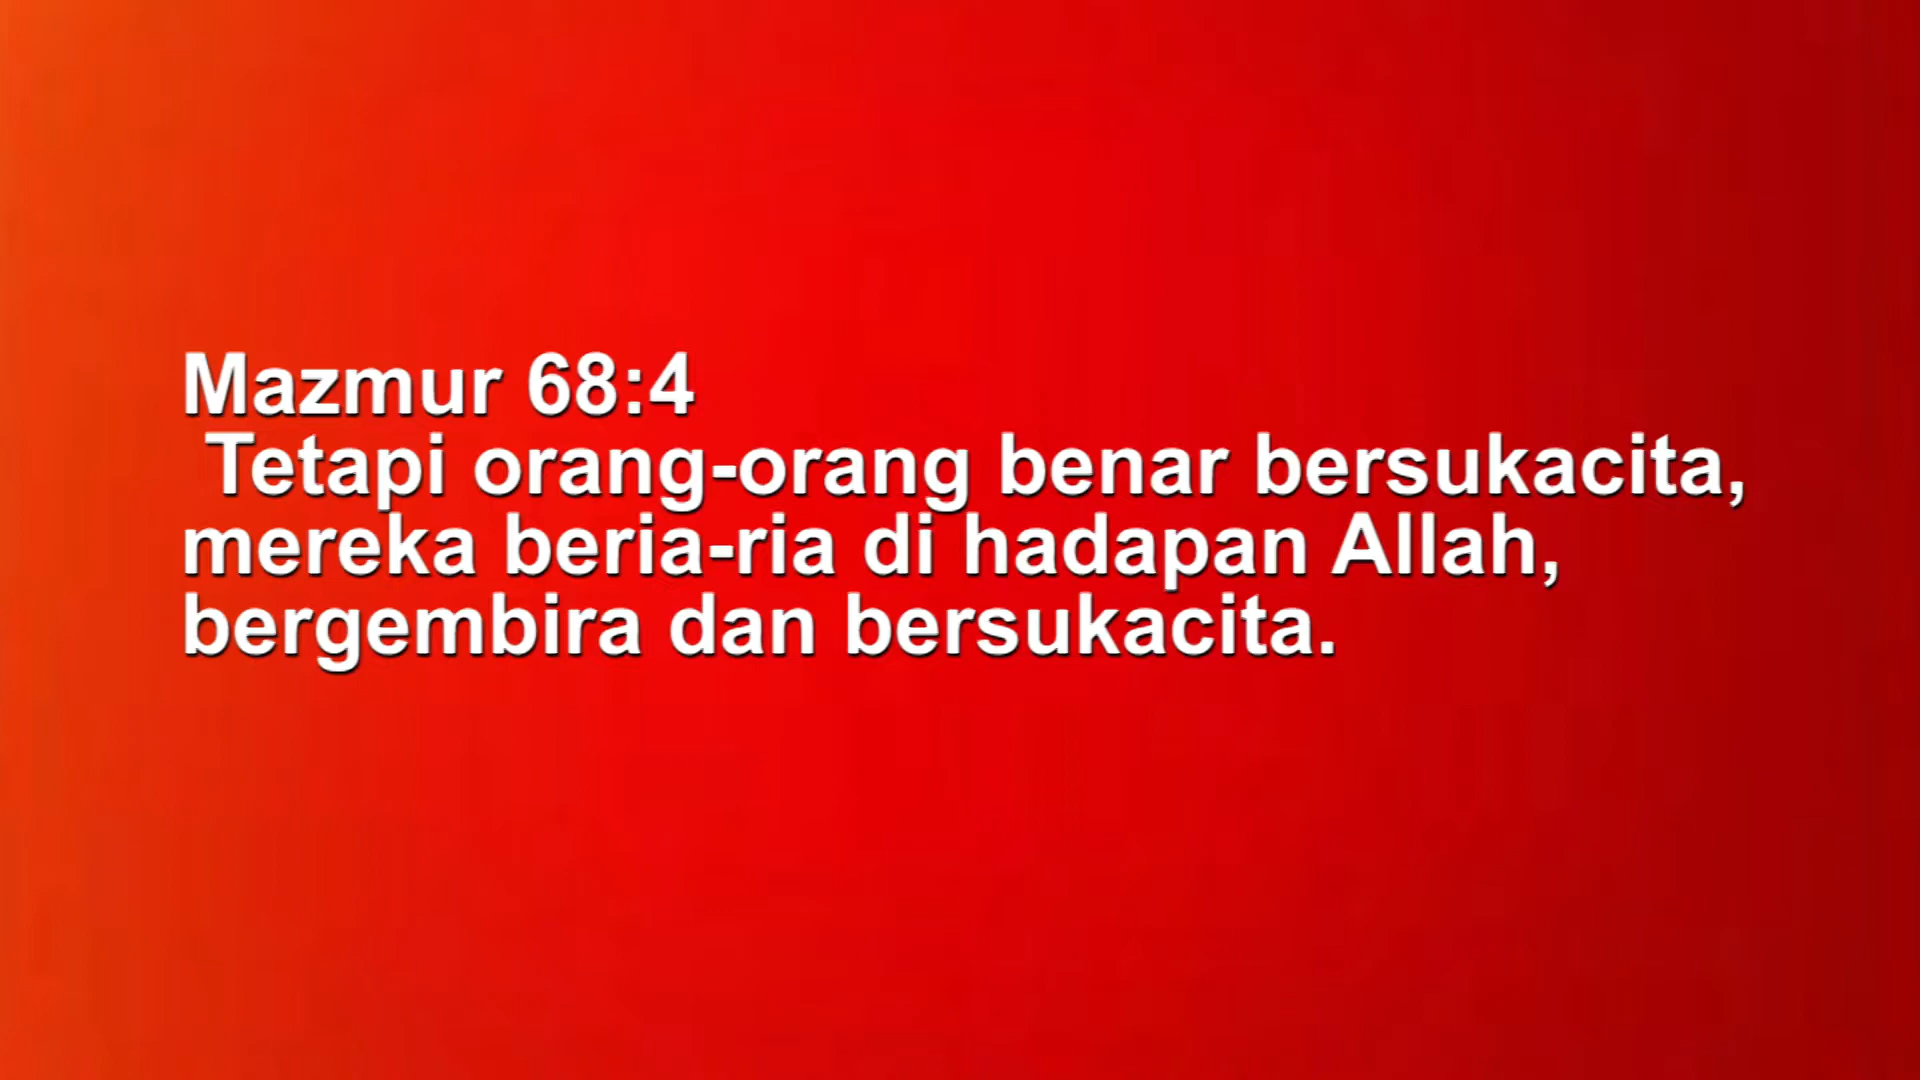 Mazmur 68:4
Tetapi orang-orang benar bersukacita,
mereka beria-ria di hadapan Allah,
bergembira dan bersukacita.